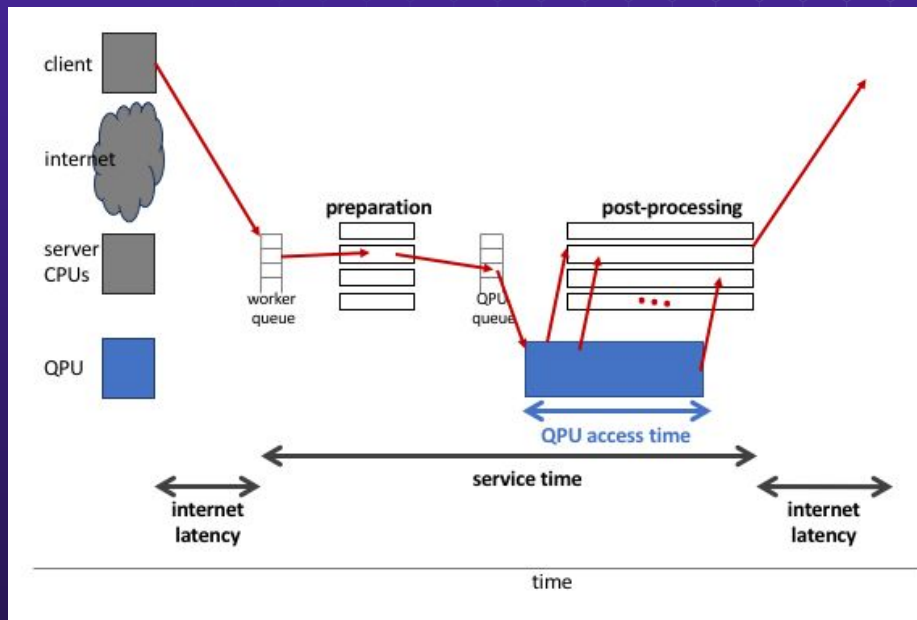 client
internet
server
CPUs
QPU
preparation
post-processing
worker
queue
QPU
queue
QPU access time
service time
internet
latency
internet
latency
time